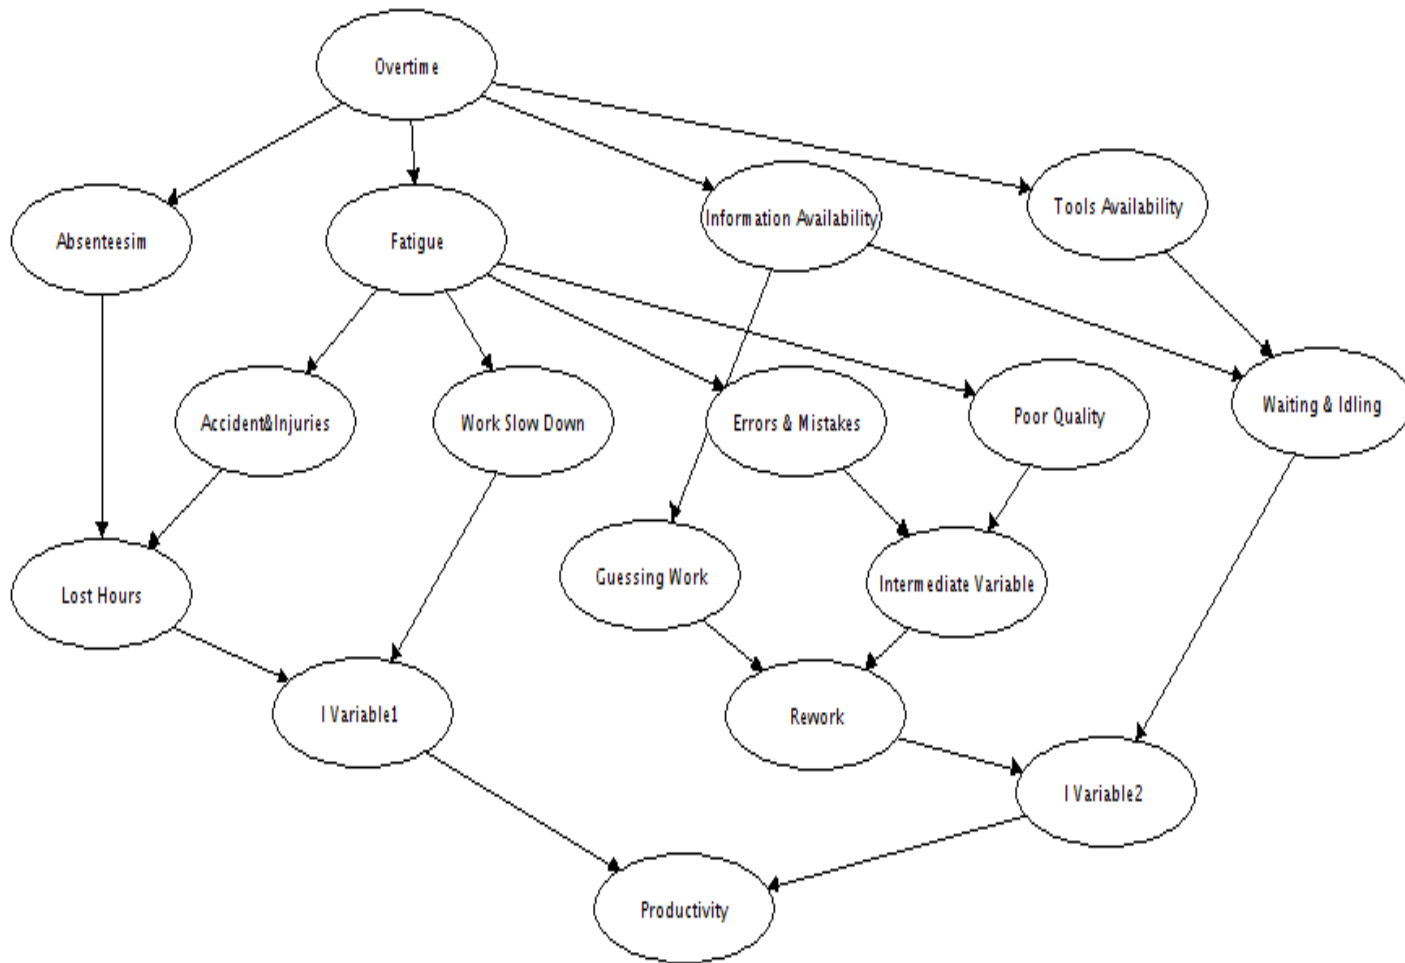 Overtime
Tools Availability
Information Availability
Absenteesim
Fatigue
Waiting & Idling
Poor Quality
Accident&Injuries
Work Slow Down
Errors & Mistakes
Guessing Work
Intermediate Variable
Lost Hours
I Variable1
Rework
I Variable2
Productivity